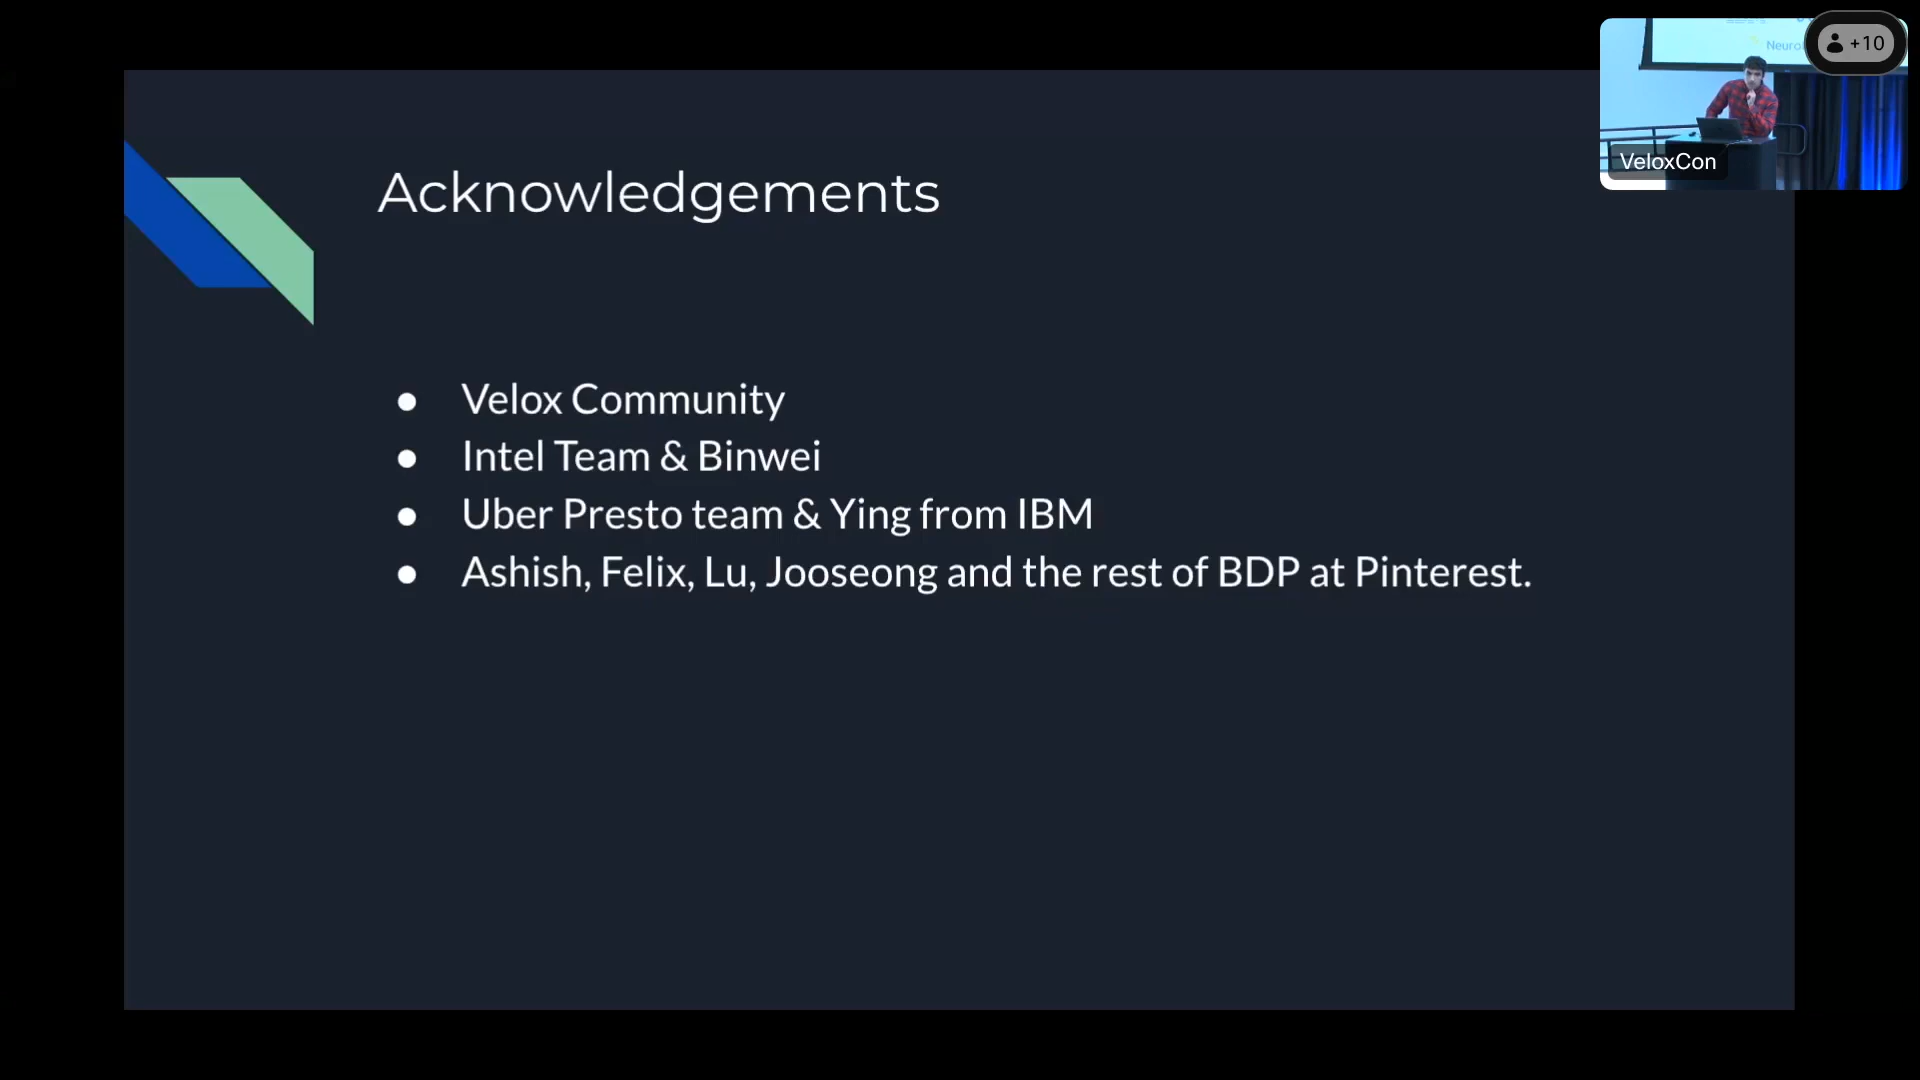 Acknowledgements
+10
VeloxCon
● Velox Community
● Intel Team & Binwei
● Uber Presto team & Ying from IBM
● Ashish, Felix, Lu, Jooseong and the rest of BDP at Pinterest.